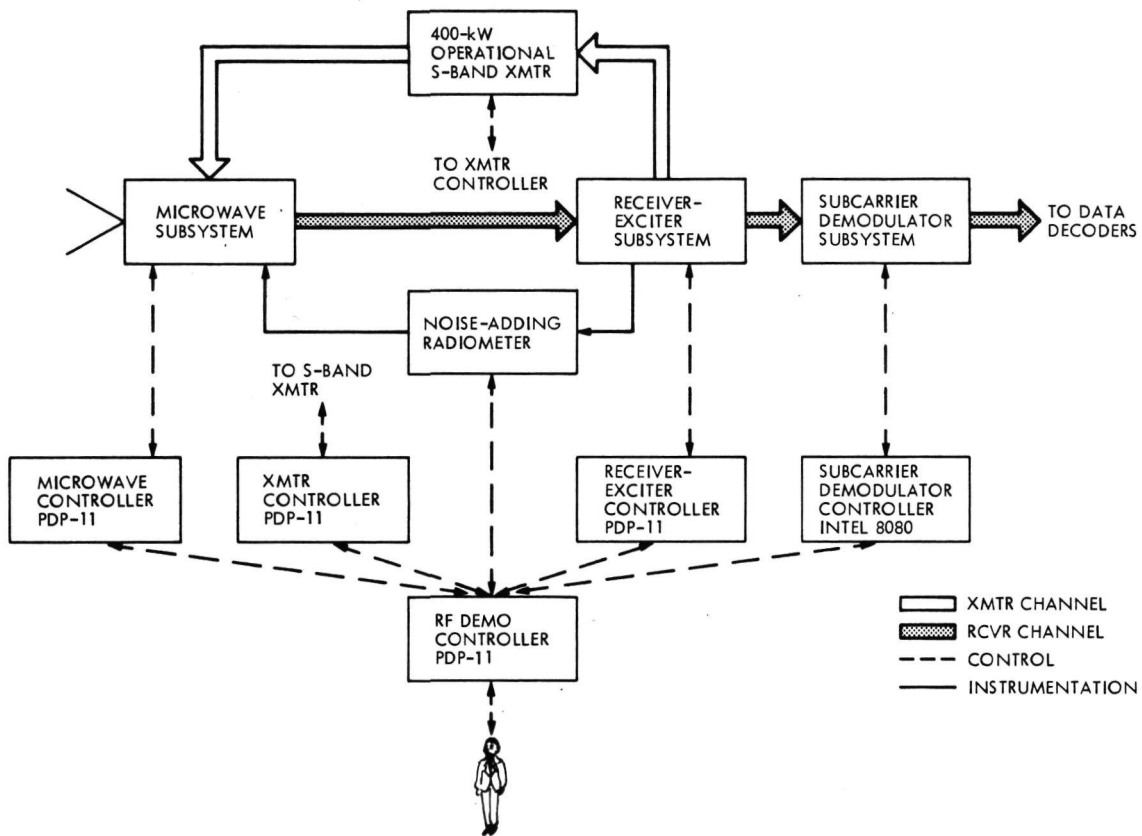 400-kW
OPERATIONAL
S-BAND XMTR
TO XMTR
CONTROLLER
MICROWAVE
SUBSYSTEM
RECEIVER-
EXCITER
SUBSYSTEM
SUBCARRIER
DEMODULATOR
SUBSYSTEM
TO DATA
DECODERS
NOISE-ADDING
RADIOMETER
TO S-BAND
XMTR
MICROWAVE
CONTROLLER
PDP-11
XMTR
CONTROLLER
PDP-11
RECEIVER-
EXCITER
CONTROLLER
PDP-11
SUBCARRIER
DEMODULATOR
CONTROLLER
INTEL 8080
RF DEMO
CONTROLLER
PDP-11
XMTR CHANNEL
RCVR CHANNEL
CONTROL
INSTRUMENTATION